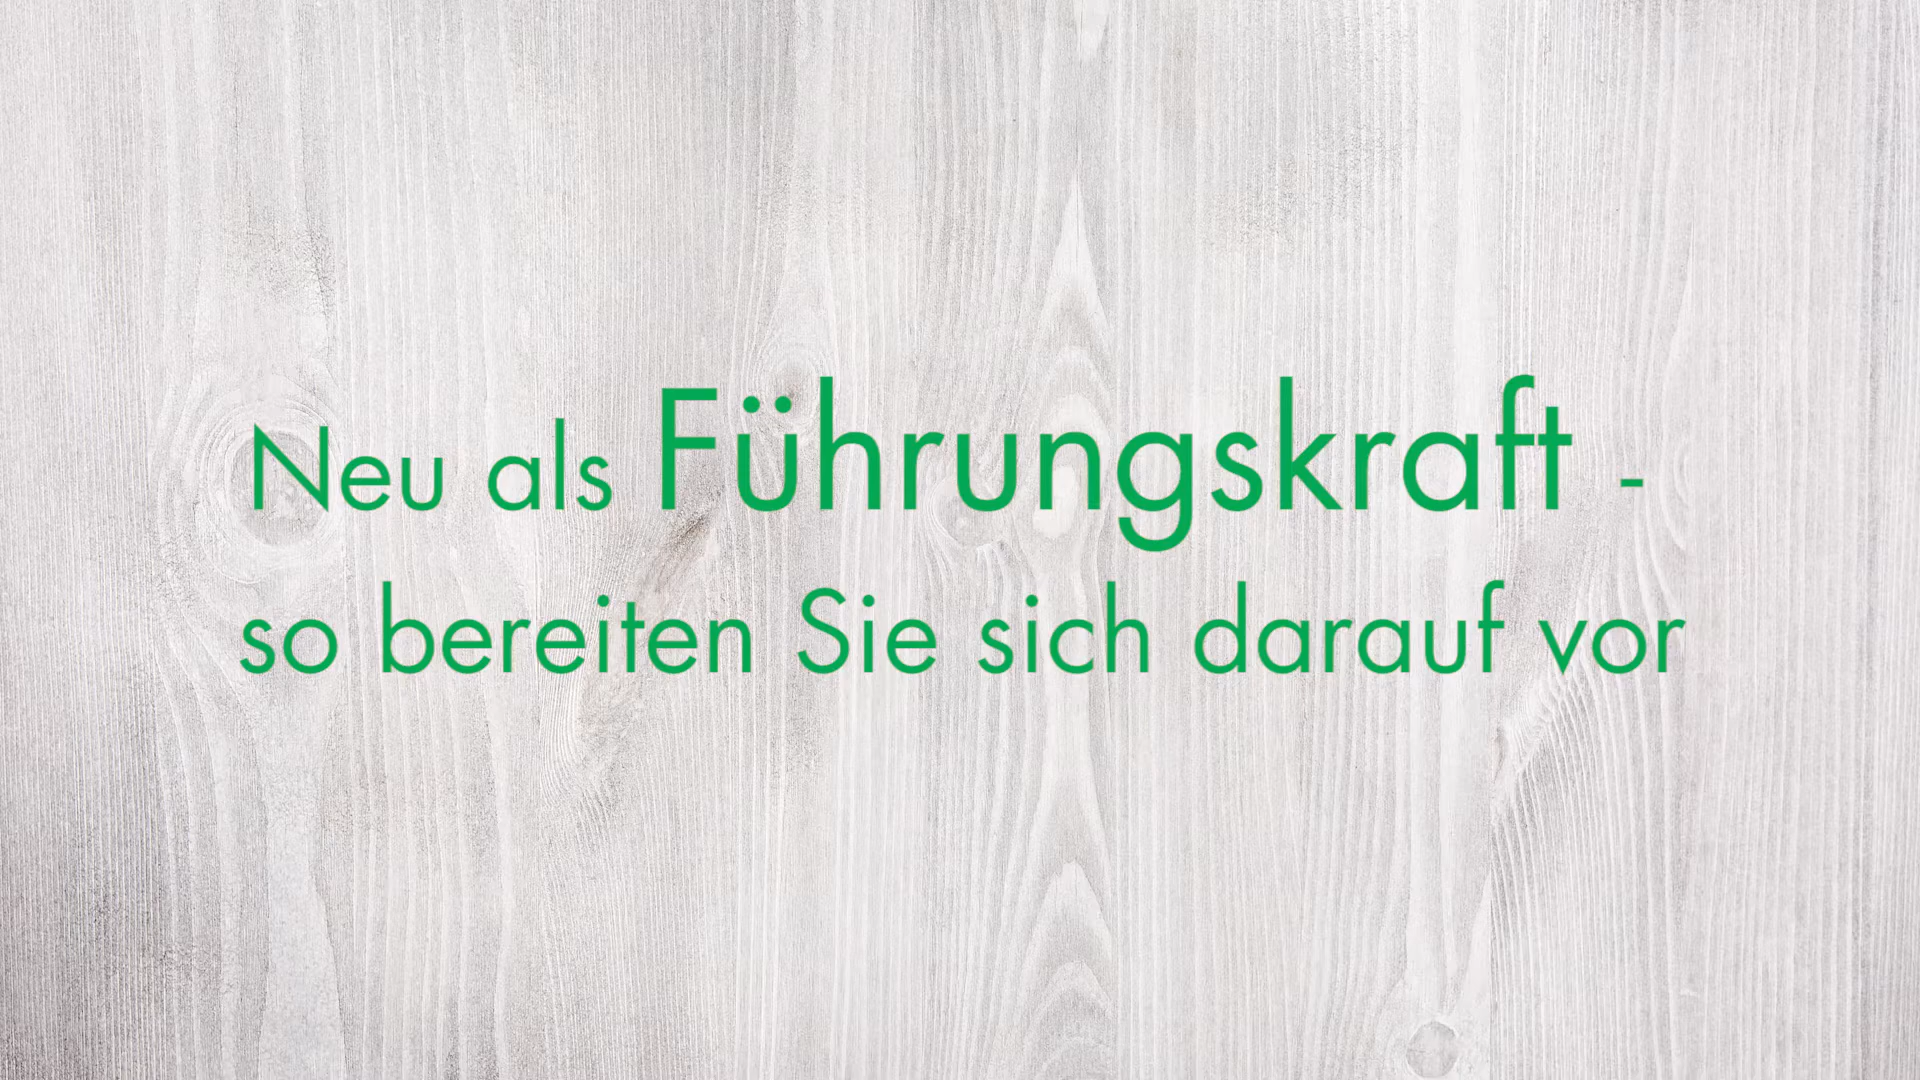 Neu als Führungskraft -
so bereiten Sie sich darauf vor